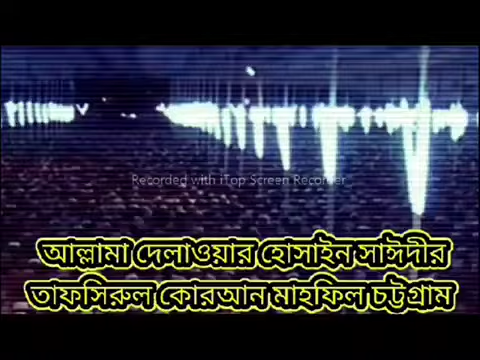 Recorded with iTop Screen Recorder
আল্লামা দেলাওয়ার হোসাইন সাঈদীর
তাফসিরুল কোরআন মাহফিল চট্টগ্রাম